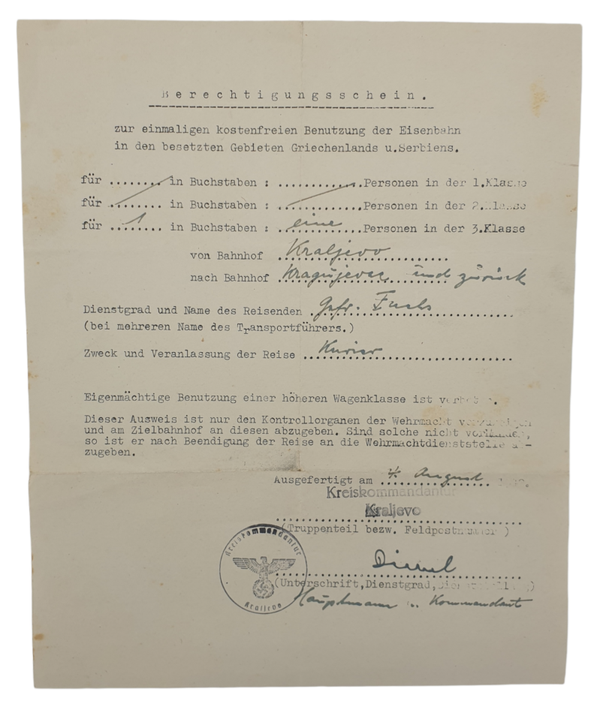 Berechtigungsschein.
zur einmaligen kostenfreien Benutzung der Eisenbahn
in den besetzten Gebieten Griechenlands u.Serbiens.
für ........ in Buchstaben : ............Personen in der 1.Klasse
für ........ in Buchstaben : ............Personen in der 2.Klasse
für ....1... in Buchstaben : ..eine......Personen in der 3.Klasse
von Bahnhof Kraljevo
nach Bahnhof Kragujevac und zurück
Dienstgrad und Name des Reisenden Gefr. Fuchs
(bei mehreren Name des Transportführers.)
Zweck und Veranlassung der Reise Kurier
Eigenmächtige Benutzung einer höheren Wagenklasse ist
Dieser Ausweis ist nur den Kontrollorganen der Wehrmacht
und am Zielbahnhof an diesen abzugeben. Sind solche nicht vorhanden,
so ist er nach Beendigung der Reise an die Wehrmachtdienststelle
zugeben.
Ausgefertigt am August
Kreiskommandantur
Kraljevo
(Truppenteil bezw. Feldpostnummer )
(Unterschrift,Dienstgrad,
Hauptmann u. Kommandant
Kreiskommandantur
Kraljevo